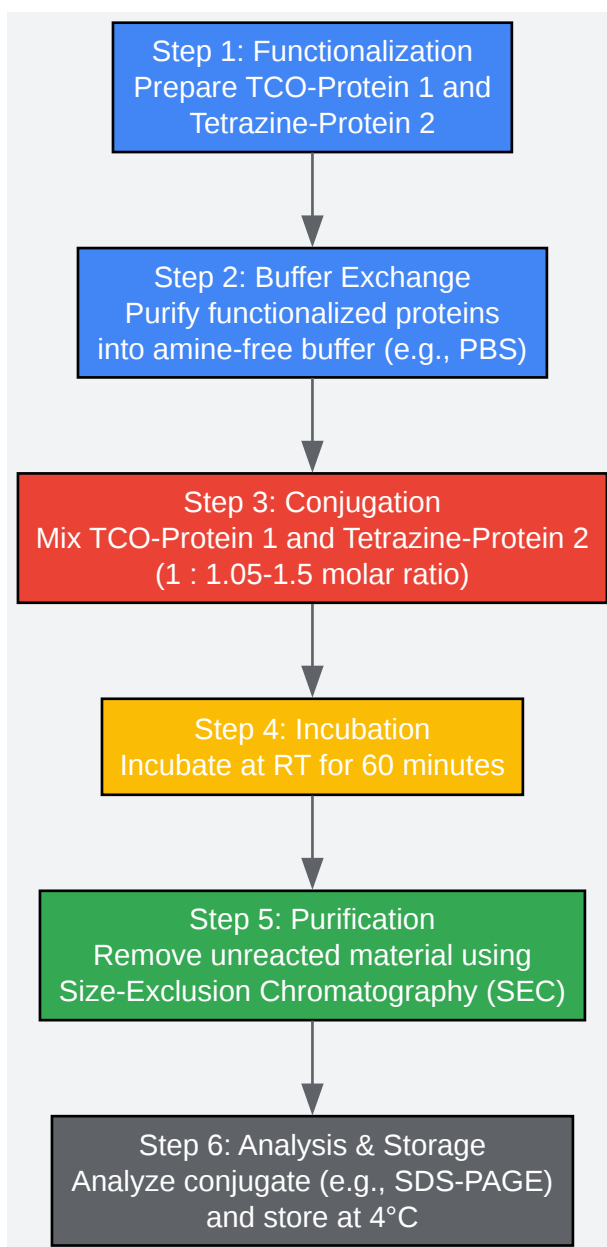 Step 1: Functionalization
Prepare TCO-Protein 1 and
Tetrazine-Protein 2
Step 2: Buffer Exchange
Purify functionalized proteins
into amine-free buffer (e.g., PBS)
Step 3: Conjugation
Mix TCO-Protein 1 and Tetrazine-Protein 2
(1 : 1.05-1.5 molar ratio)
Step 4: Incubation
Incubate at RT for 60 minutes
Step 5: Purification
Remove unreacted material using
Size-Exclusion Chromatography (SEC)
Step 6: Analysis & Storage
Analyze conjugate (e.g., SDS-PAGE)
and store at 4°C